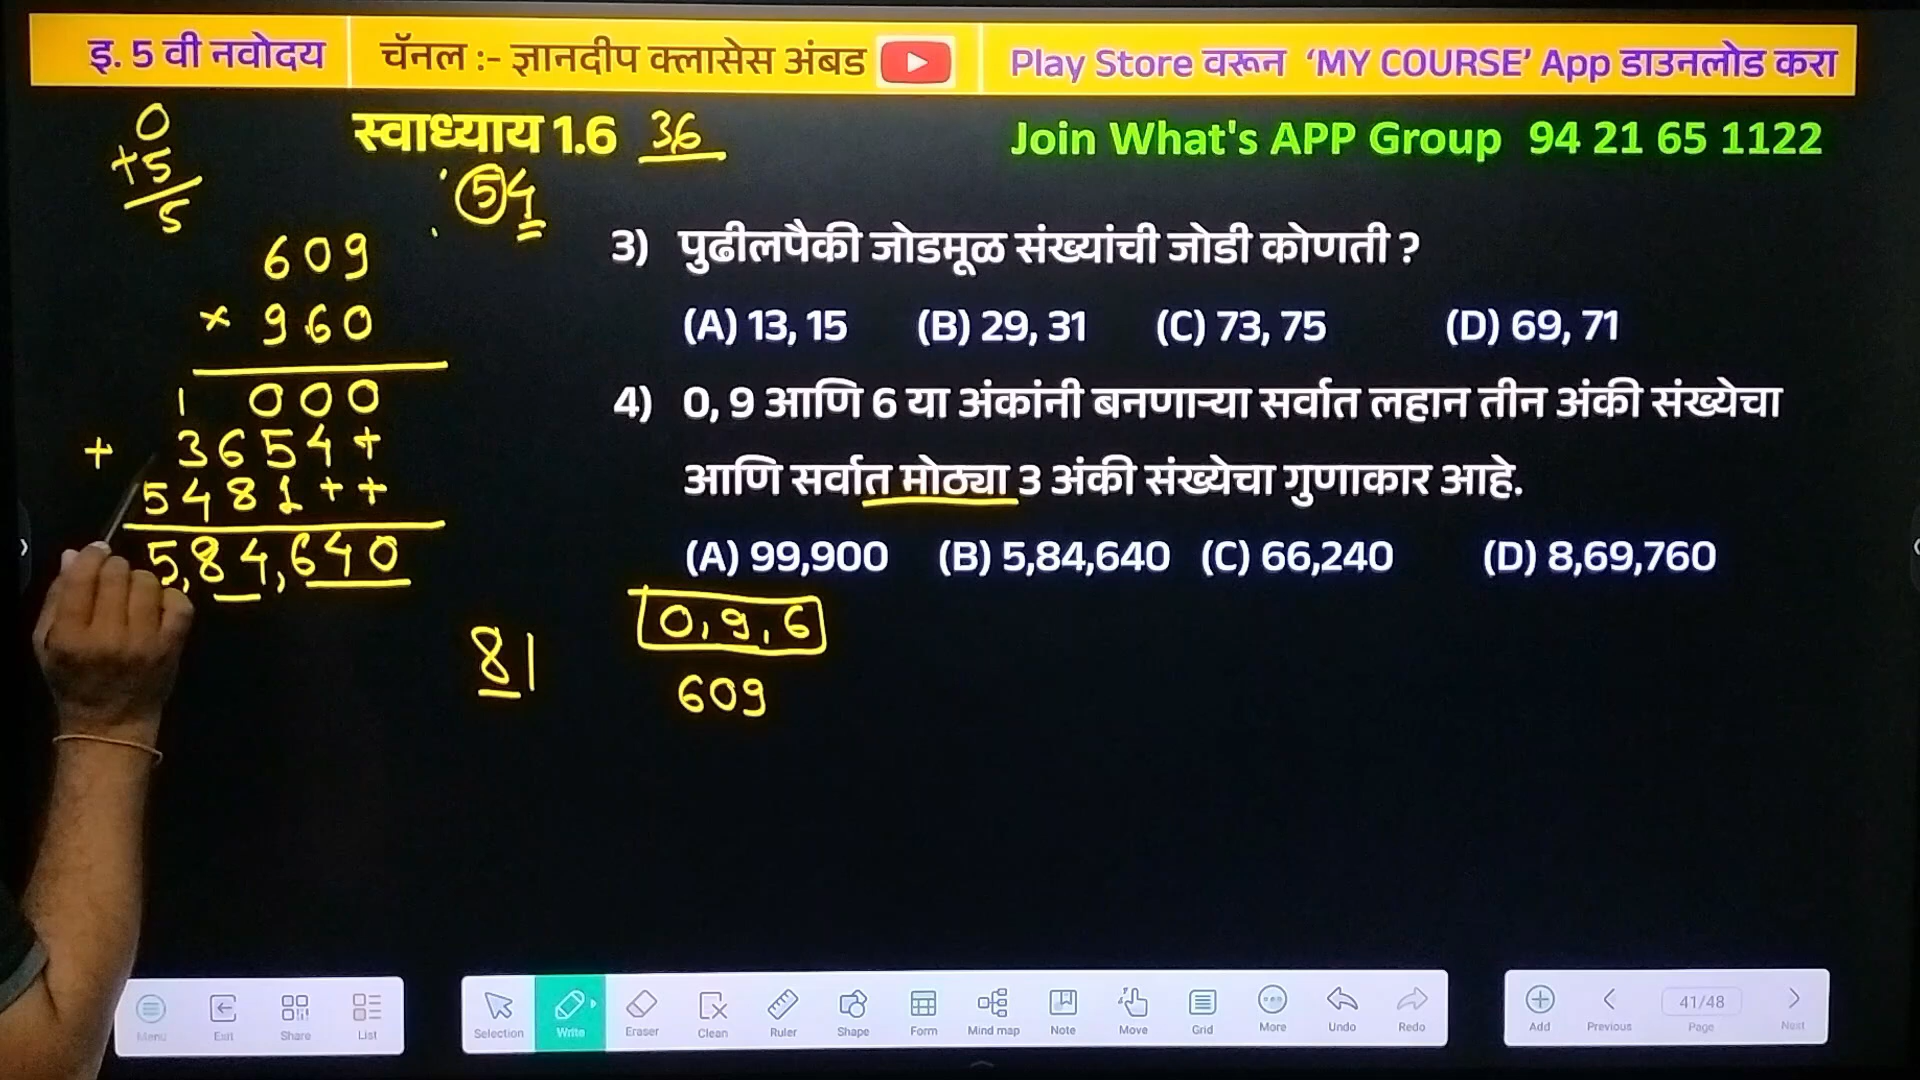 इ. 5 वी नवोदय
चॅनल :- ज्ञानदीप क्लासेस अंबड
Play Store वरून ‘MY COURSE’ App डाउनलोड करा
स्वाध्याय 1.6 36
Join What's APP Group 94 21 65 1122
0
+5
5
54
609
× 960
1 000
+ 3654+
5481++
5,84,640
81
3) पुढीलपैकी जोडमूळ संख्यांची जोडी कोणती ?
(A) 13, 15 (B) 29, 31 (C) 73, 75 (D) 69, 71
4) 0, 9 आणि 6 या अंकांनी बनणाऱ्या सर्वात लहान तीन अंकी संख्येचा
आणि सर्वात मोठ्या 3 अंकी संख्येचा गुणाकार आहे.
(A) 99,900 (B) 5,84,640 (C) 66,240 (D) 8,69,760
0, 9, 6
609
Menu Exit Share List
Selection Write Eraser Clean Ruler Shape Form Mind map Note Move Grid More Undo Redo
Add Previous 41/48 Page Next